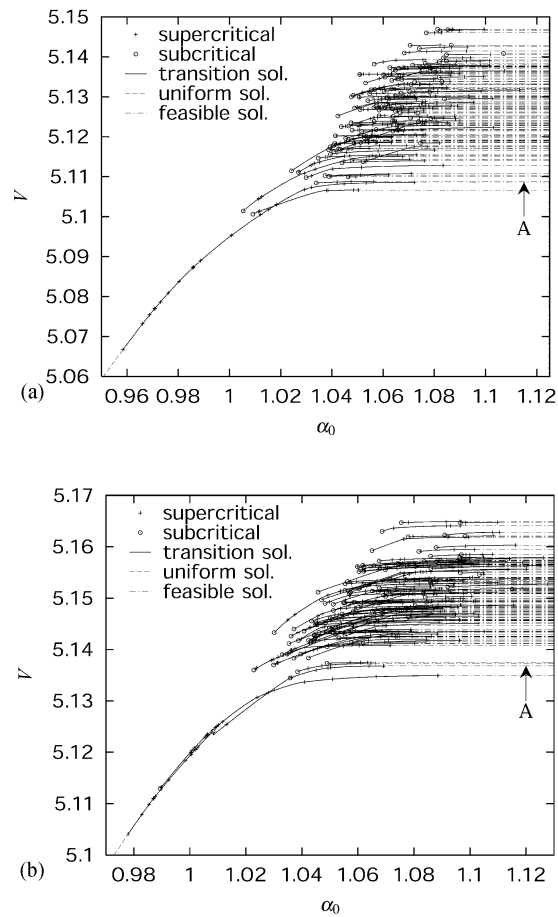 5.15
5.14
5.13
5.12
5.11
5.1
5.09
5.08
5.07
5.06
V
supercritical
subcritical
transition sol.
uniform sol.
feasible sol.
A
0.96 0.98 1 1.02 1.04 1.06 1.08 1.1 1.12
(a)
α0
5.17
5.16
5.15
5.14
5.13
5.12
5.11
5.1
V
supercritical
subcritical
transition sol.
uniform sol.
feasible sol.
A
0.98 1 1.02 1.04 1.06 1.08 1.1 1.12
(b)
α0